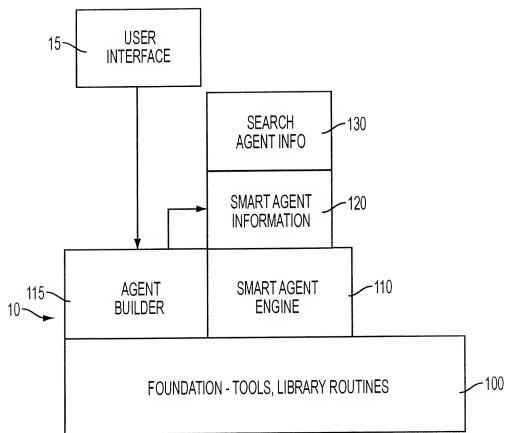 15
USER
INTERFACE
SEARCH
AGENT INFO
130
SMART AGENT
INFORMATION
120
115
AGENT
BUILDER
SMART AGENT
ENGINE
110
10
FOUNDATION - TOOLS, LIBRARY ROUTINES
100